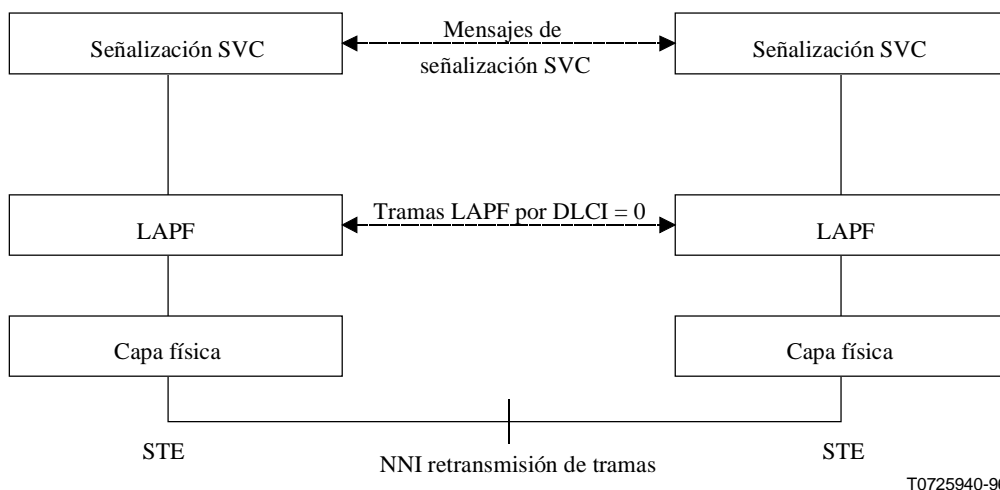 Señalización SVC
Mensajes de
señalización SVC
Señalización SVC
LAPF
Tramas LAPF por DLCI = 0
LAPF
Capa física
Capa física
STE
NNI retransmisión de tramas
STE